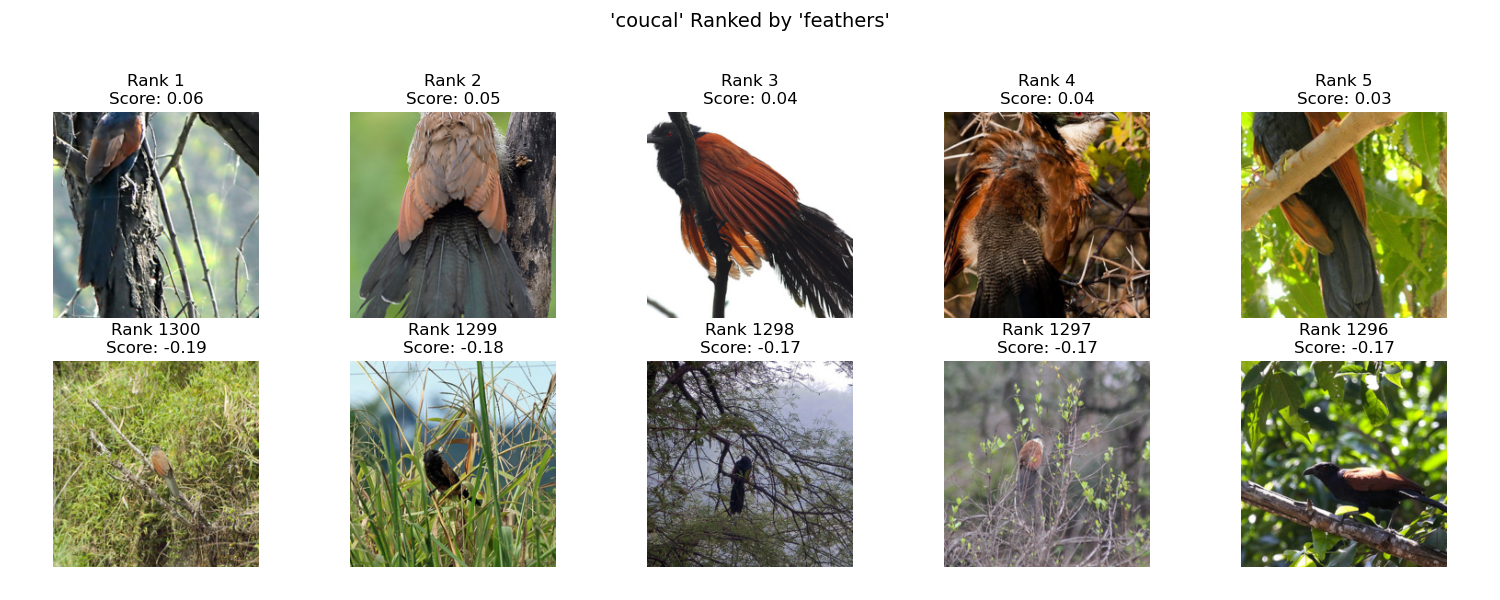 'coucal' Ranked by 'feathers'
Rank 1
Score: 0.06
Rank 2
Score: 0.05
Rank 3
Score: 0.04
Rank 4
Score: 0.04
Rank 5
Score: 0.03
Rank 1300
Score: -0.19
Rank 1299
Score: -0.18
Rank 1298
Score: -0.17
Rank 1297
Score: -0.17
Rank 1296
Score: -0.17